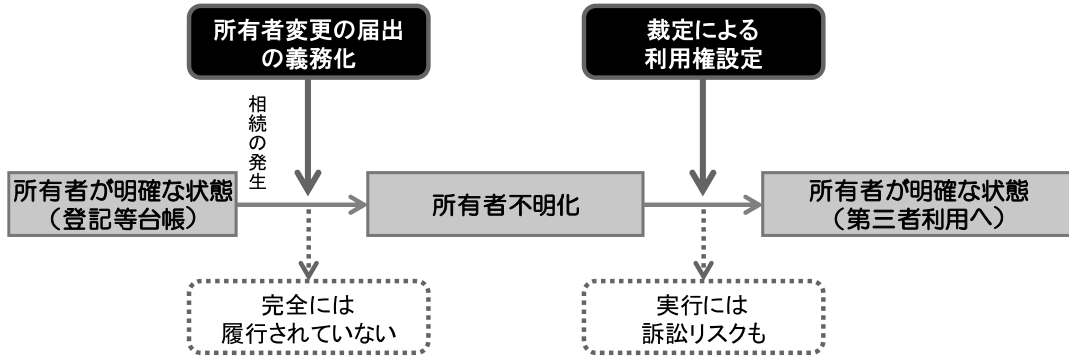 所有者変更の届出
の義務化
裁定による
利用権設定
相続の発生
所有者が明確な状態
（登記等台帳）
所有者不明化
所有者が明確な状態
（第三者利用へ）
完全には
履行されていない
実行には
訴訟リスクも